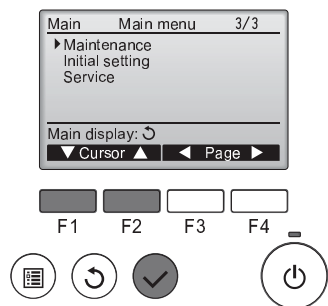 Main Main menu 3/3
Maintenance
Initial setting
Service
Main display:
Cursor Page
F1 F2 F3 F4